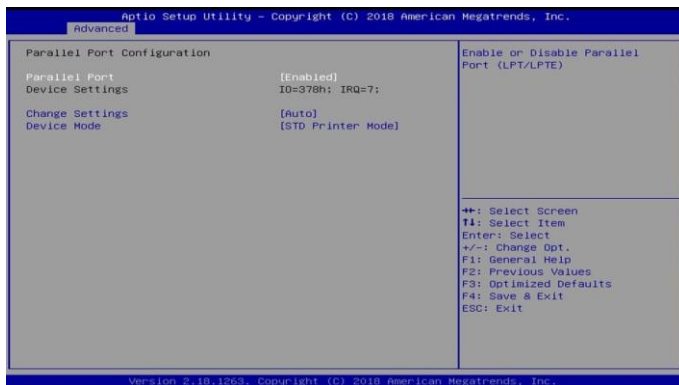 Aptio Setup Utility – Copyright (C) 2018 American Megatrends, Inc.
Advanced
Parallel Port Configuration
Parallel Port [Enabled]
Device Settings IO=378h; IRQ=7;
Change Settings [Auto]
Device Mode [STD Printer Mode]
Enable or Disable Parallel
Port (LPT/LPTE)
→←: Select Screen
↑↓: Select Item
Enter: Select
+/-: Change Opt.
F1: General Help
F2: Previous Values
F3: Optimized Defaults
F4: Save & Exit
ESC: Exit
Version 2.18.1263. Copyright (C) 2018 American Megatrends, Inc.